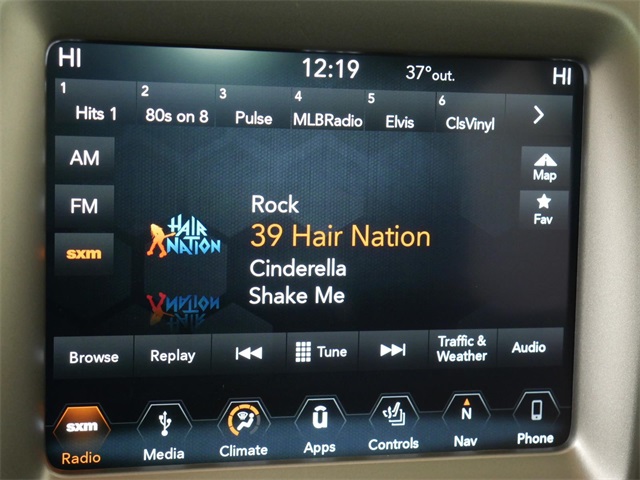 HI 12:19 37°out. HI
1 2 3 4 5 6
Hits 1 80s on 8 Pulse MLBRadio Elvis ClsVinyl
AM
Map
FM
Fav
sxm
HAIR
NATION
Rock
39 Hair Nation
Cinderella
Shake Me
Browse Replay Tune Traffic & Weather Audio
sxm
N
Radio Media Climate Apps Controls Nav Phone